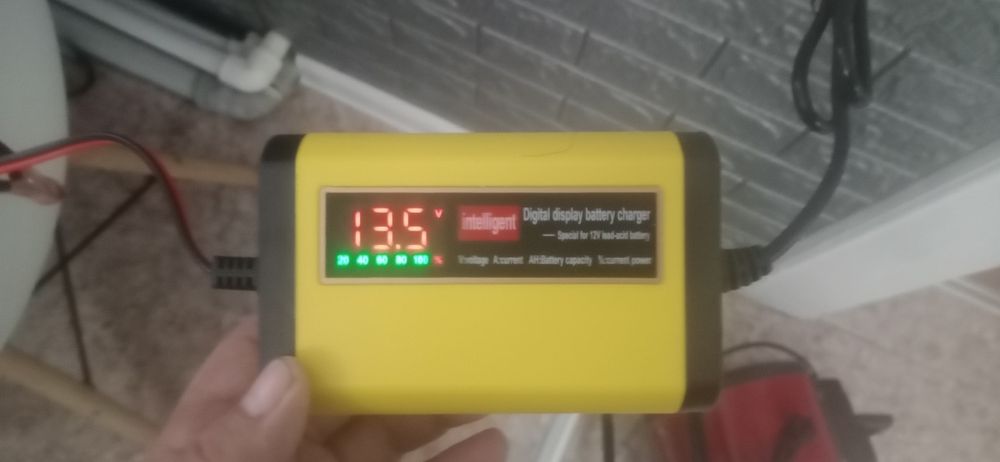 13.5 V
20 40 60 80 100 %
intelligent
Digital display battery charger
— Special for 12V lead-acid battery
V:voltage A:current AH:Battery capacity %:current power